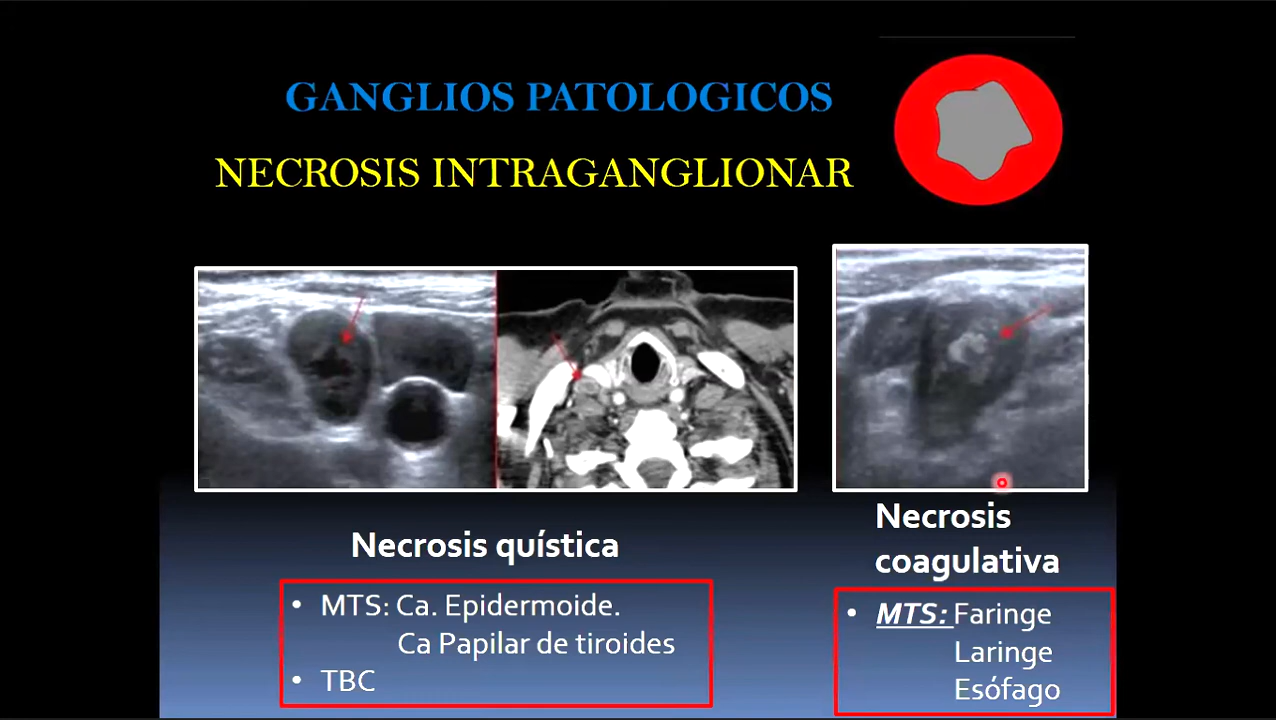 GANGLIOS PATOLOGICOS
NECROSIS INTRAGANGLIONAR
Necrosis quística
• MTS: Ca. Epidermoide.
Ca Papilar de tiroides
• TBC
Necrosis
coagulativa
• MTS: Faringe
Laringe
Esófago